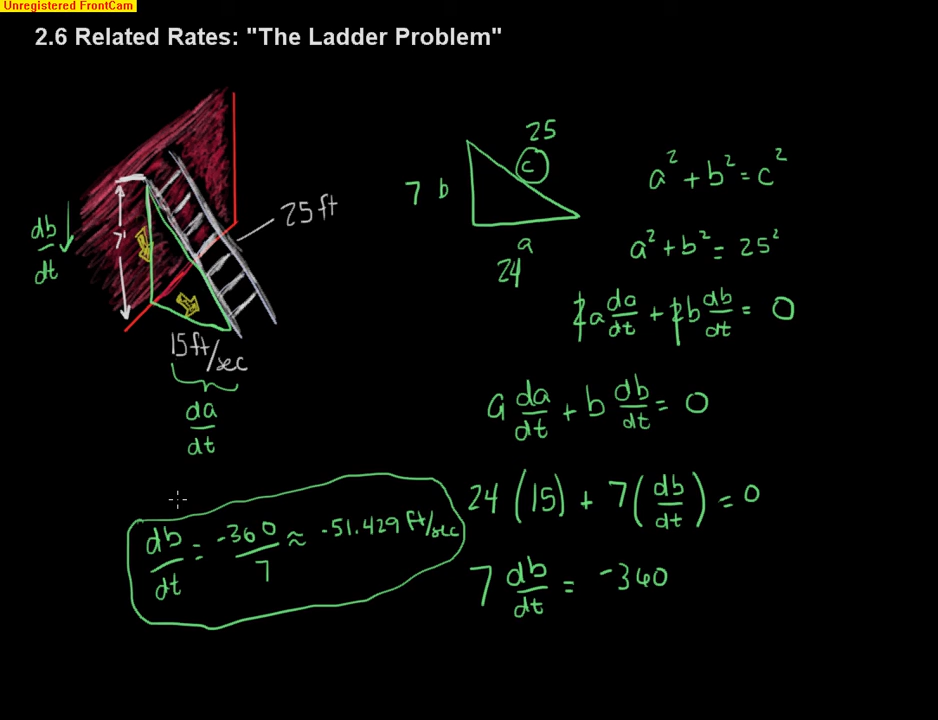 Unregistered FrontCam
2.6 Related Rates: "The Ladder Problem"
25 ft
7'
db/dt
15 ft/sec
da/dt
25
c
7 b
a
24
a² + b² = c²
a² + b² = 25²
2a da/dt + 2b db/dt = 0
a da/dt + b db/dt = 0
24 (15) + 7 (db/dt) = 0
7 db/dt = -360
db/dt = -360/7 ≈ -51.429 ft/sec